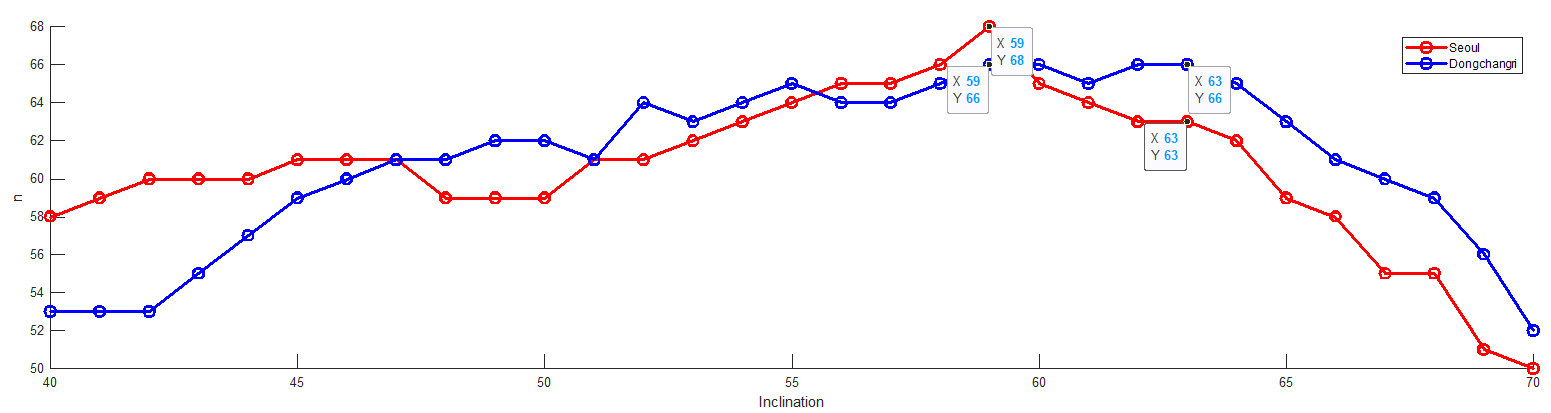 68
66
64
62
60
58
56
54
52
50
n
40
45
50
55
60
65
70
Inclination
X 59
Y 68
X 59
Y 66
X 63
Y 66
X 63
Y 63
Seoul
Dongchangri